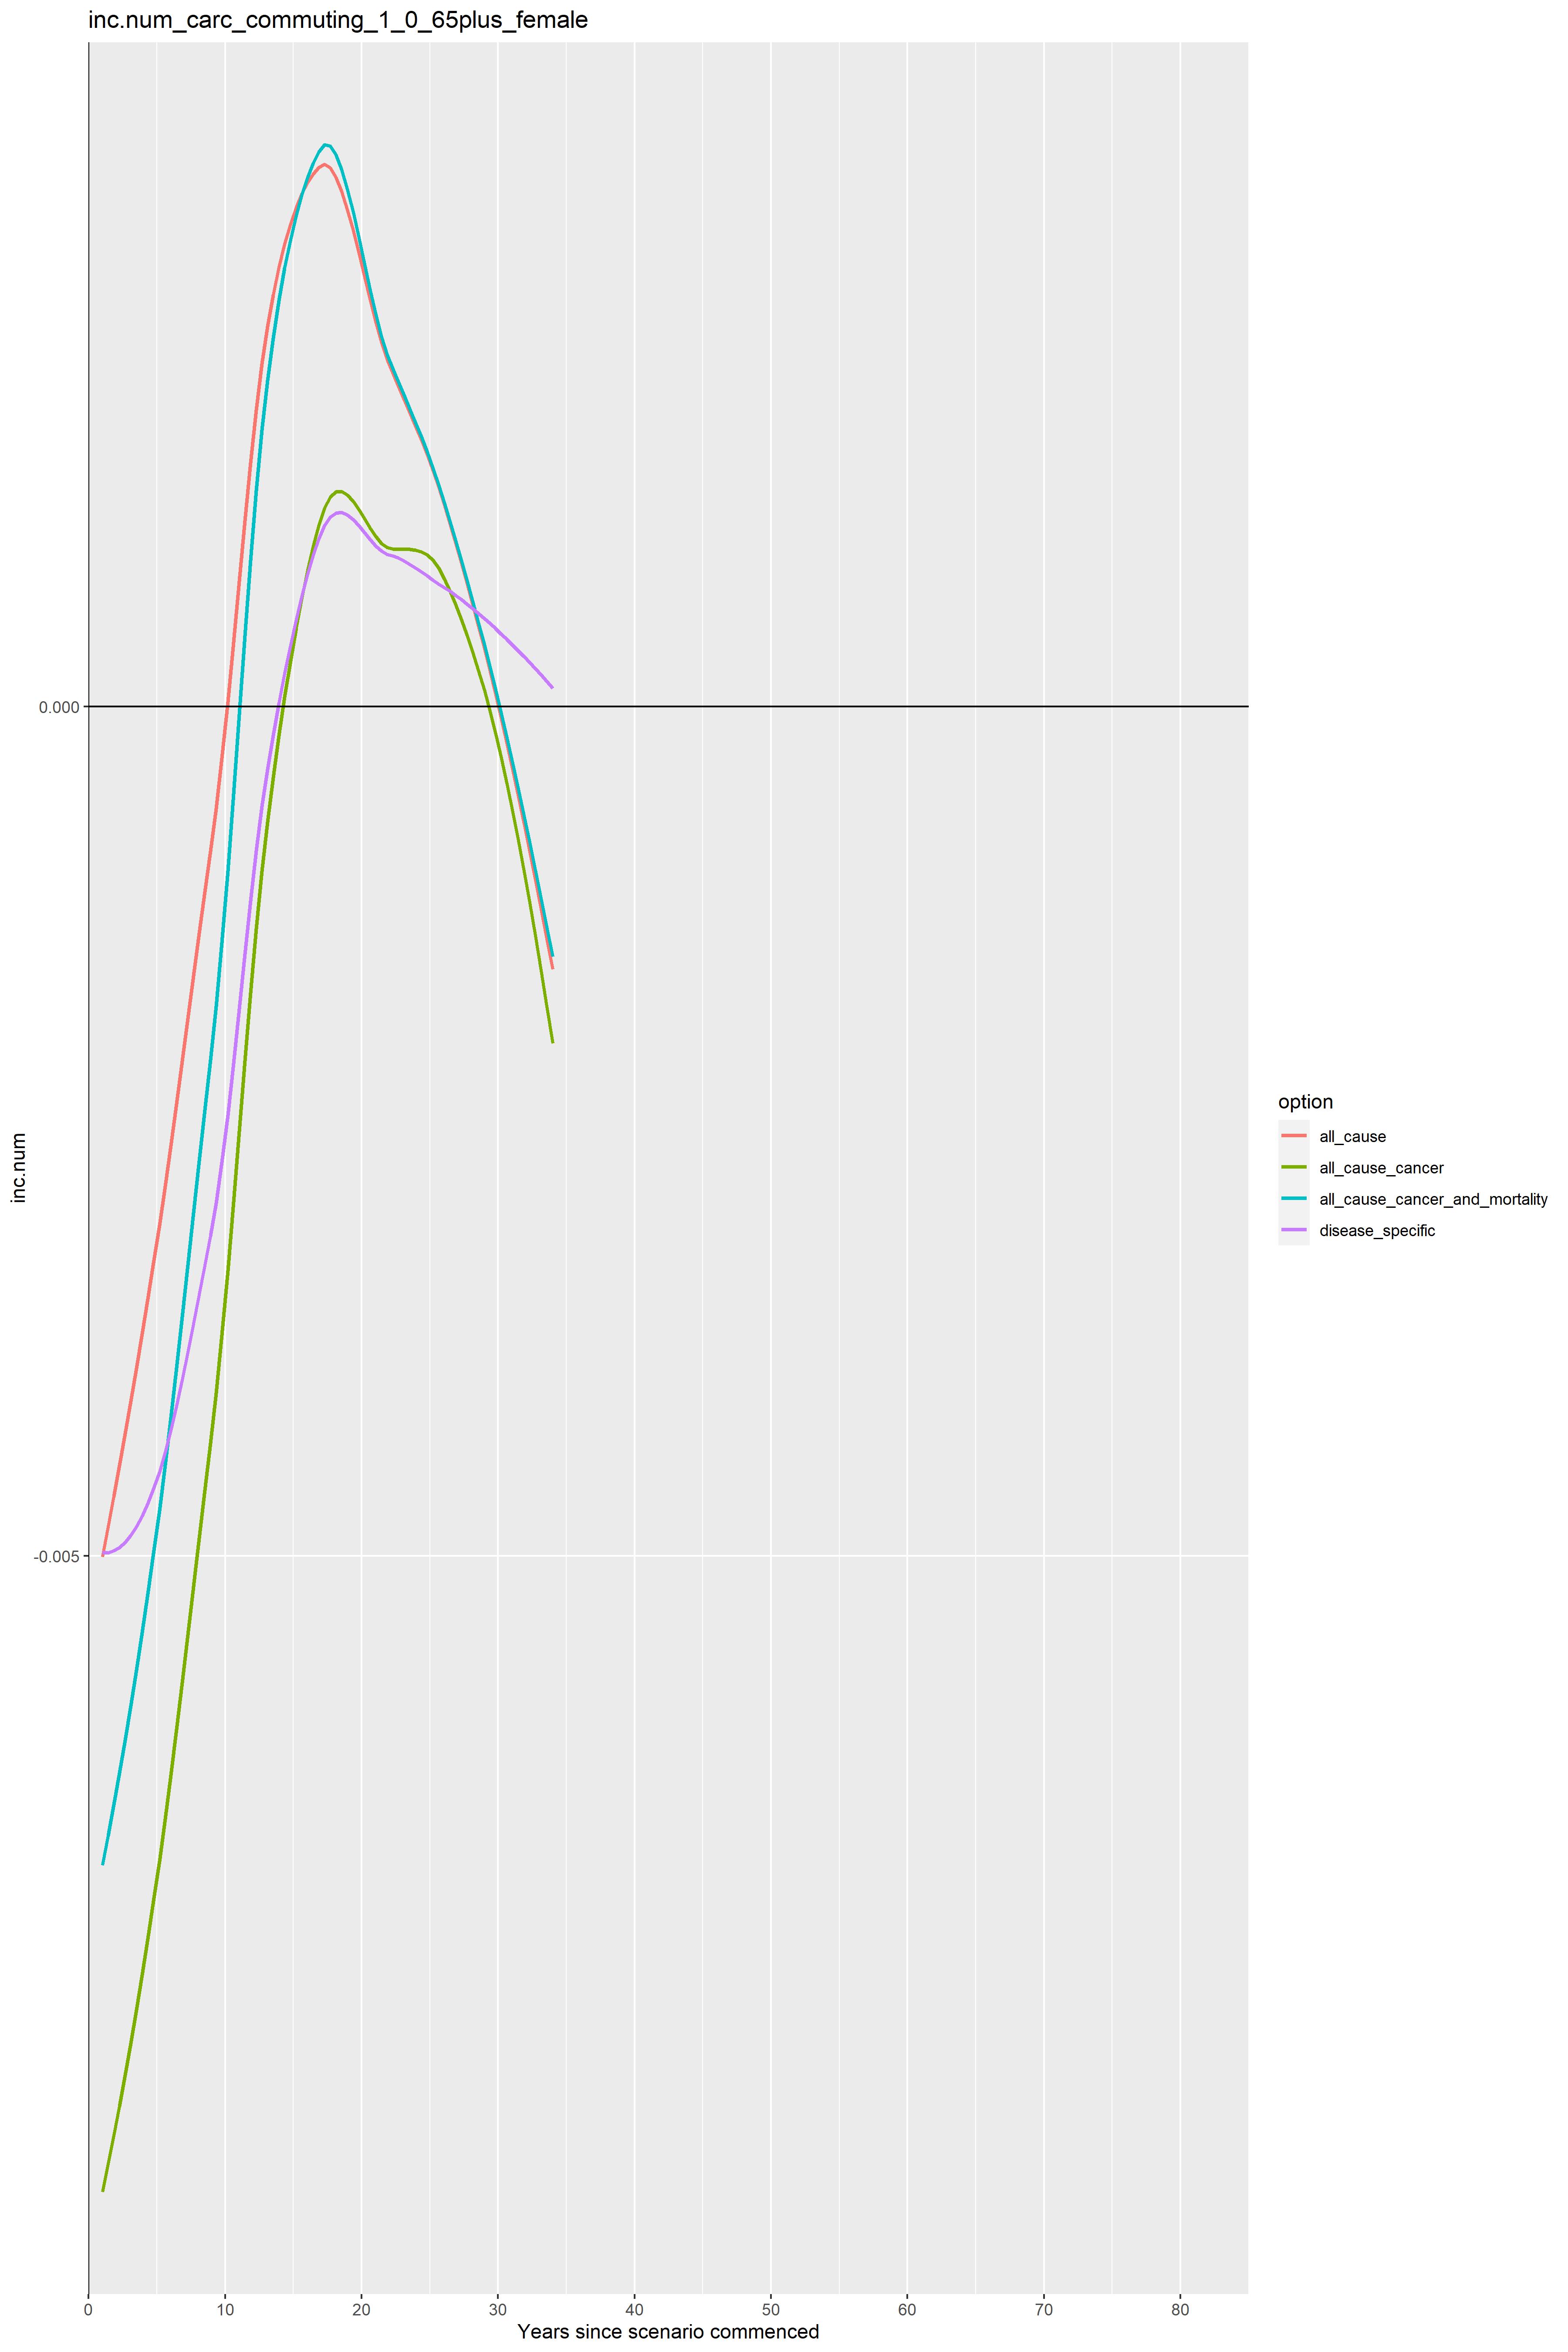 inc.num_carc_commuting_1_0_65plus_female
inc.num
0.000
-0.005
0 10 20 30 40 50 60 70 80
Years since scenario commenced
option
all_cause
all_cause_cancer
all_cause_cancer_and_mortality
disease_specific